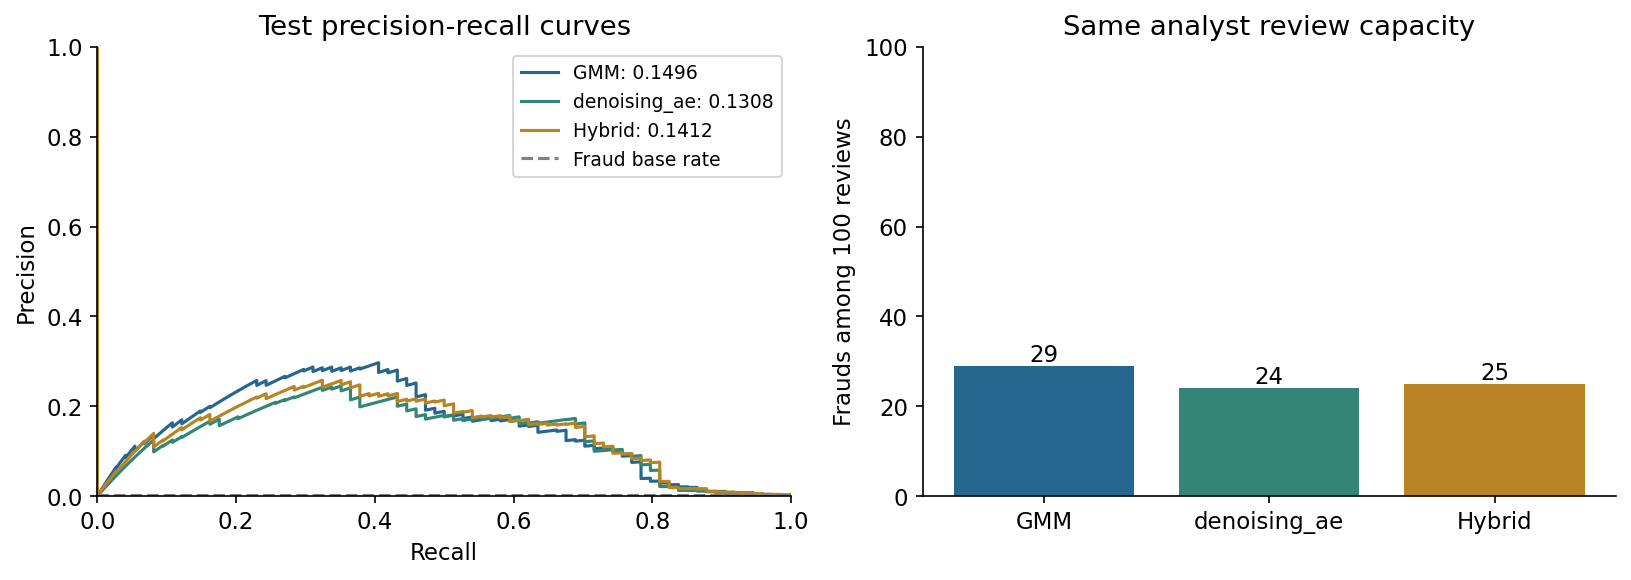 Test precision-recall curves
1.0
0.8
0.6
0.4
0.2
0.0
Precision
GMM: 0.1496
denoising_ae: 0.1308
Hybrid: 0.1412
Fraud base rate
0.0 0.2 0.4 0.6 0.8 1.0
Recall
Same analyst review capacity
100
80
60
40
20
0
Frauds among 100 reviews
29
24
25
GMM denoising_ae Hybrid